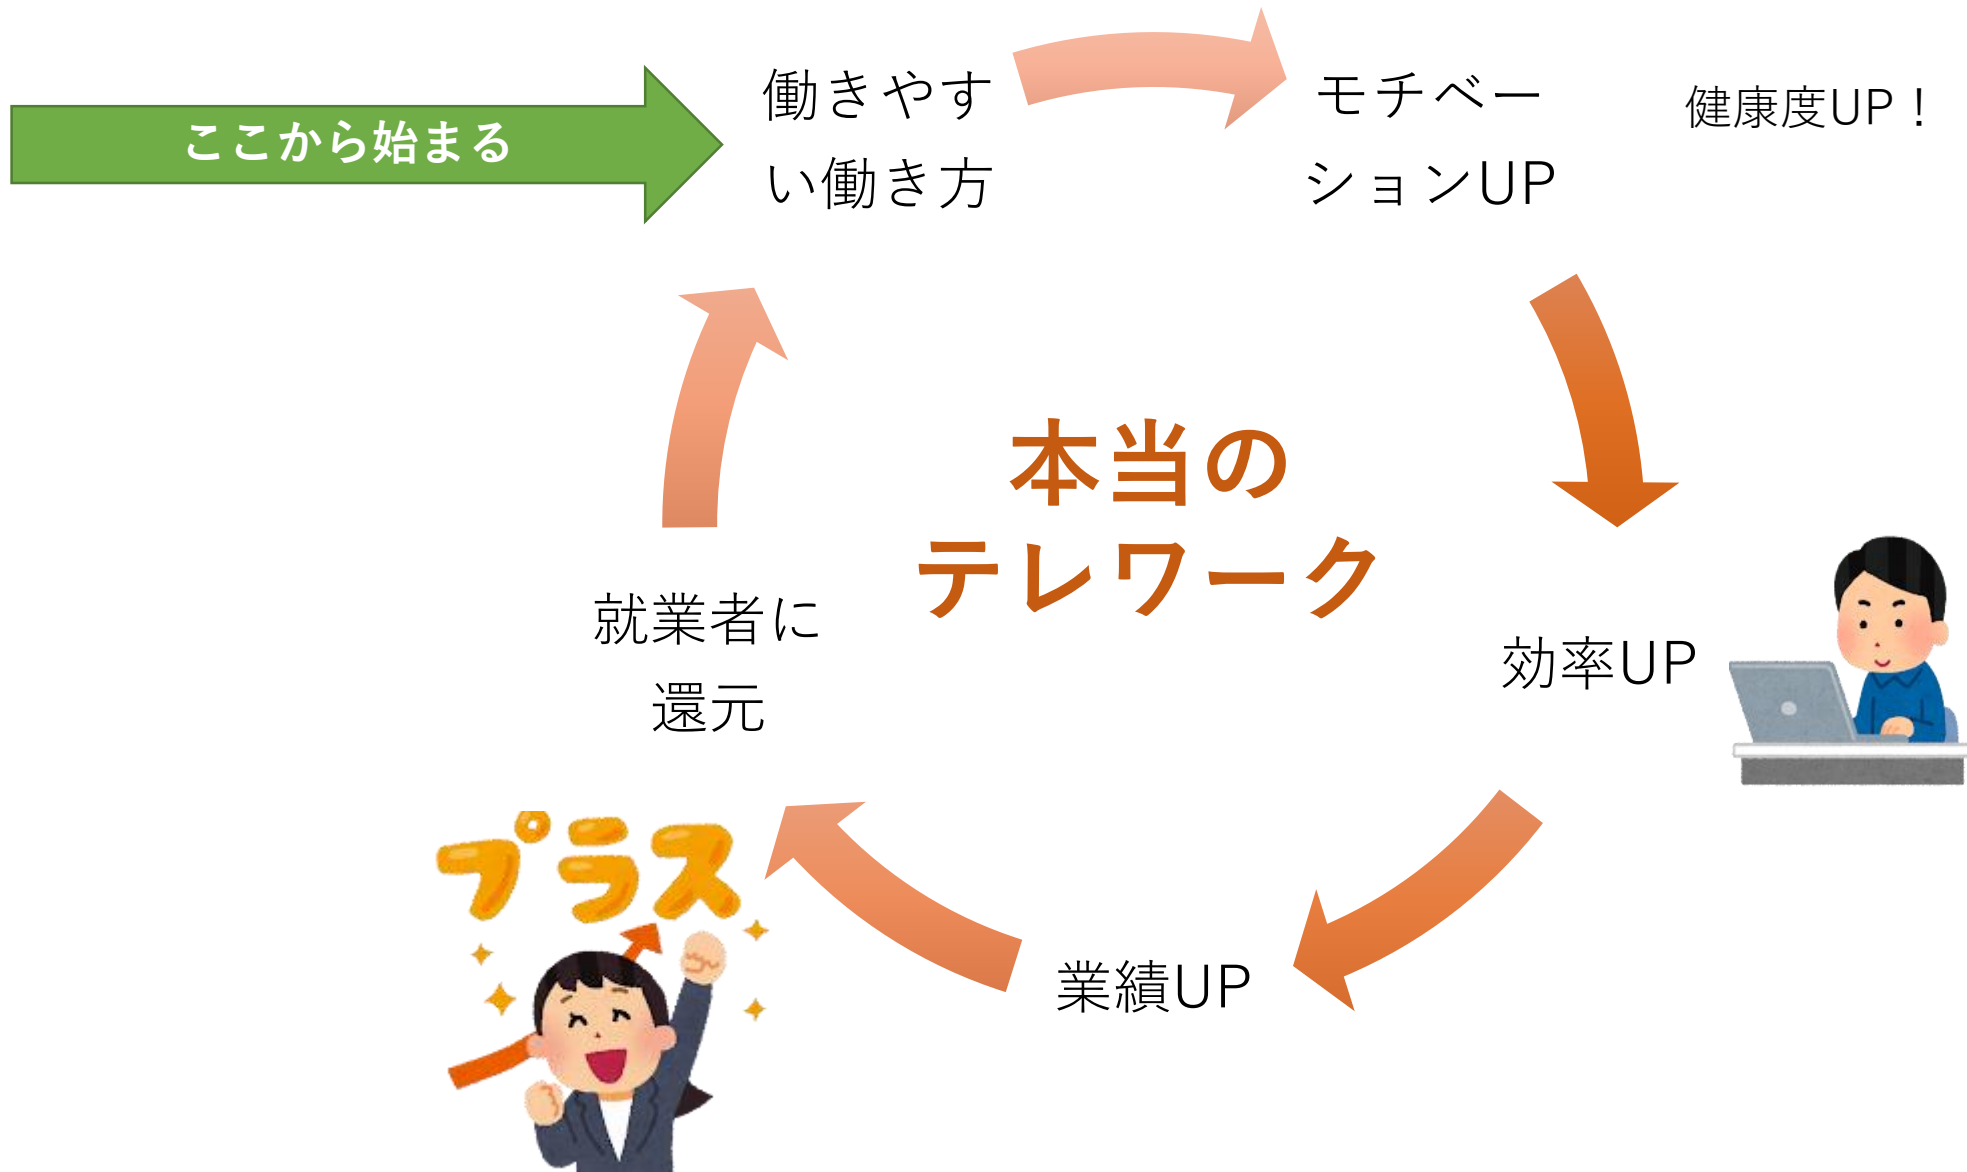 ここから始まる
働きやす
い働き方
モチベー
ションUP
健康度UP！
本当の
テレワーク
効率UP
業績UP
就業者に
還元
プラス